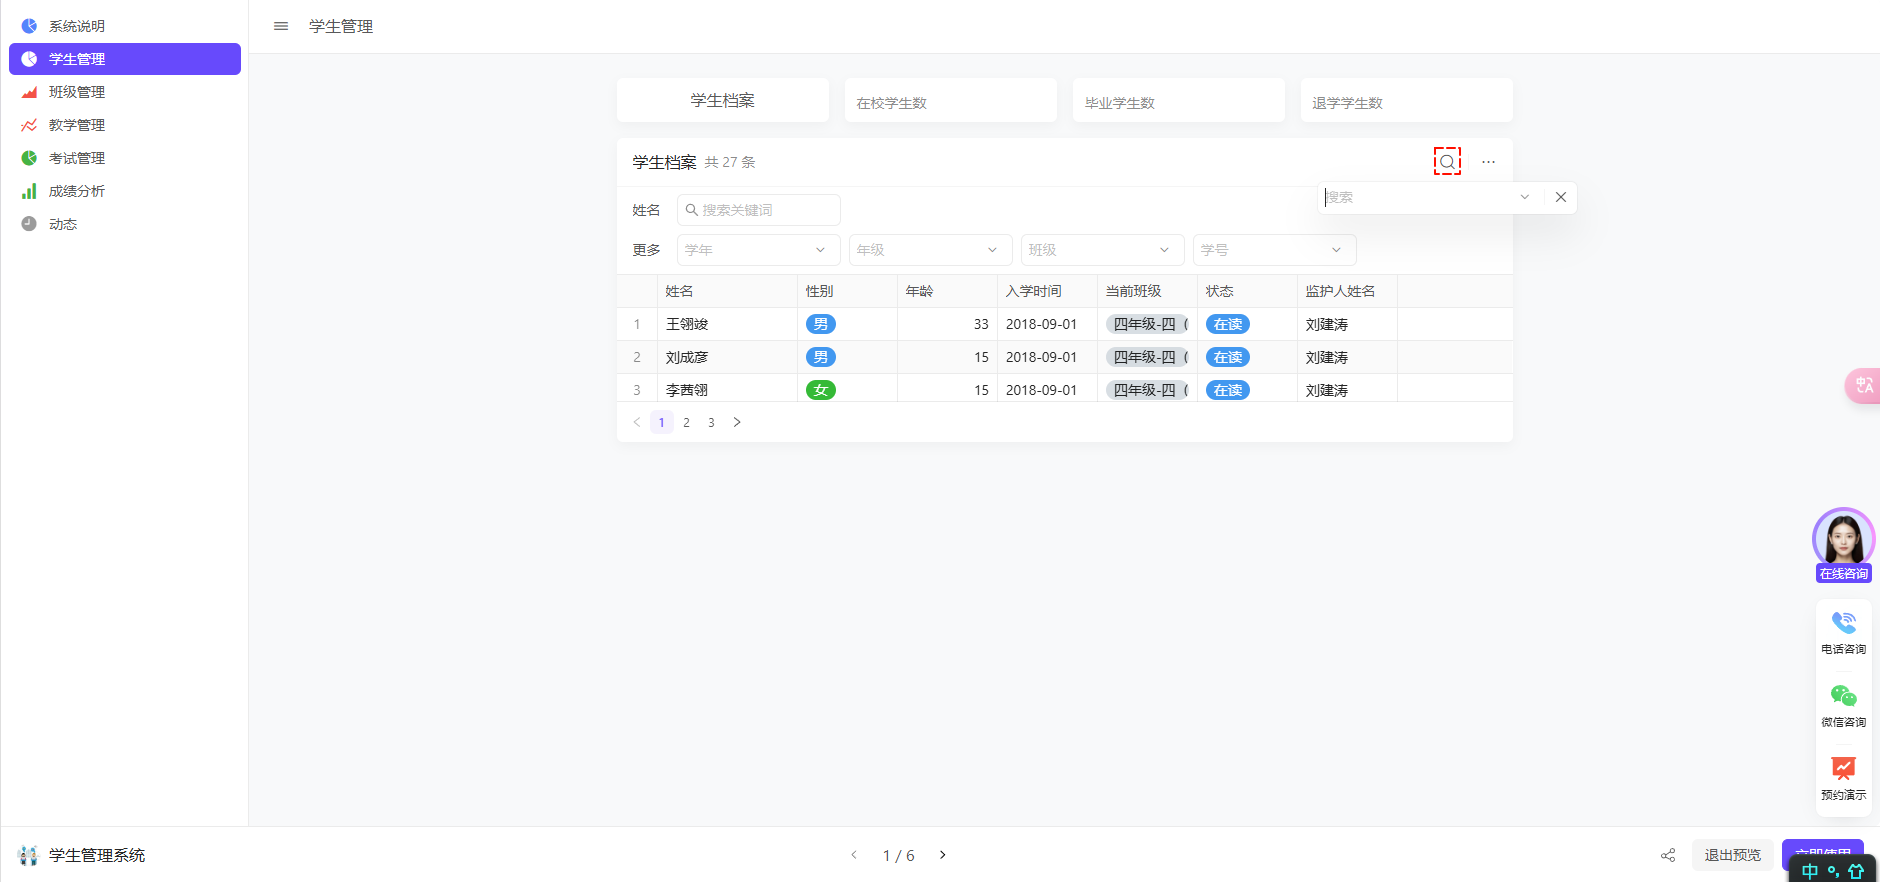 系统说明
学生管理
班级管理
教学管理
考试管理
成绩分析
动态
学生管理
学生档案
在校学生数
毕业学生数
退学学生数
学生档案 共 27 条
搜索
姓名 搜索关键词
更多 学年 年级 班级 学号
姓名 性别 年龄 入学时间 当前班级 状态 监护人姓名
1 王翎竣 男 33 2018-09-01 四年级-四（ 在读 刘建涛
2 刘成彦 男 15 2018-09-01 四年级-四（ 在读 刘建涛
3 李茜翎 女 15 2018-09-01 四年级-四（ 在读 刘建涛
1 2 3
中A
在线咨询
电话咨询
微信咨询
预约演示
学生管理系统
1 / 6
退出预览
立即使用
中